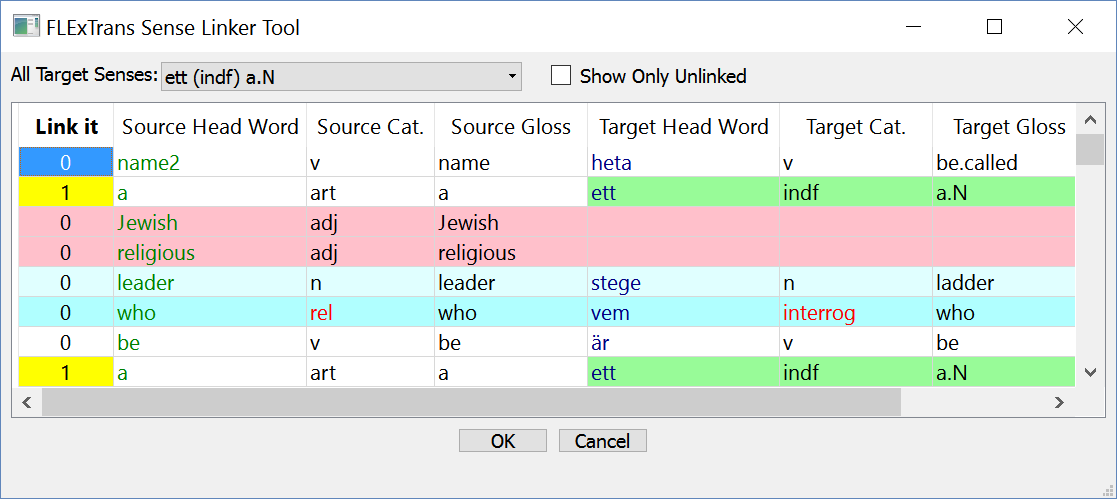 FLExTrans Sense Linker Tool
All Target Senses: ett (indf) a.N Show Only Unlinked
Link it Source Head Word Source Cat. Source Gloss Target Head Word Target Cat. Target Gloss
0 name2 v name heta v be.called
1 a art a ett indf a.N
0 Jewish adj Jewish
0 religious adj religious
0 leader n leader stege n ladder
0 who rel who vem interrog who
0 be v be är v be
1 a art a ett indf a.N
OK Cancel